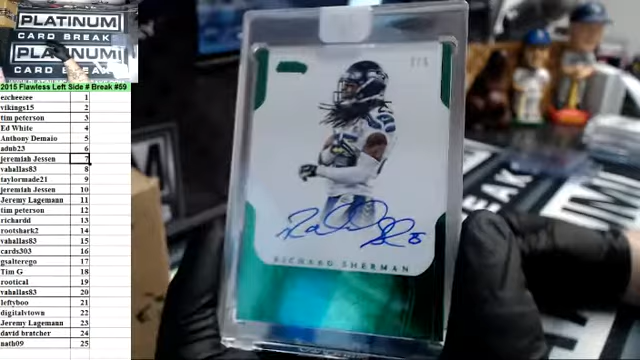 PLATINUM
CARD BREAK
PLATINUM
CARD BREAK
2015 Flawless Left Side # Break #59
ezcheezee 1
vikings15 2
tim peterson 3
Ed White 4
Anthony Demaio 5
adub23 6
jeremiah Jessen 7
vahallas83 8
taylormade21 9
jeremiah Jessen 10
Jeremy Lagemann 11
tim peterson 12
richardd 13
rootshark2 14
vahallas83 15
cards303 16
gsalterego 17
Tim G 18
rootical 19
vahallas83 20
leftyboo 21
digitalvtown 22
Jeremy Lagemann 23
david bratcher 24
nath09 25
RICHARD SHERMAN